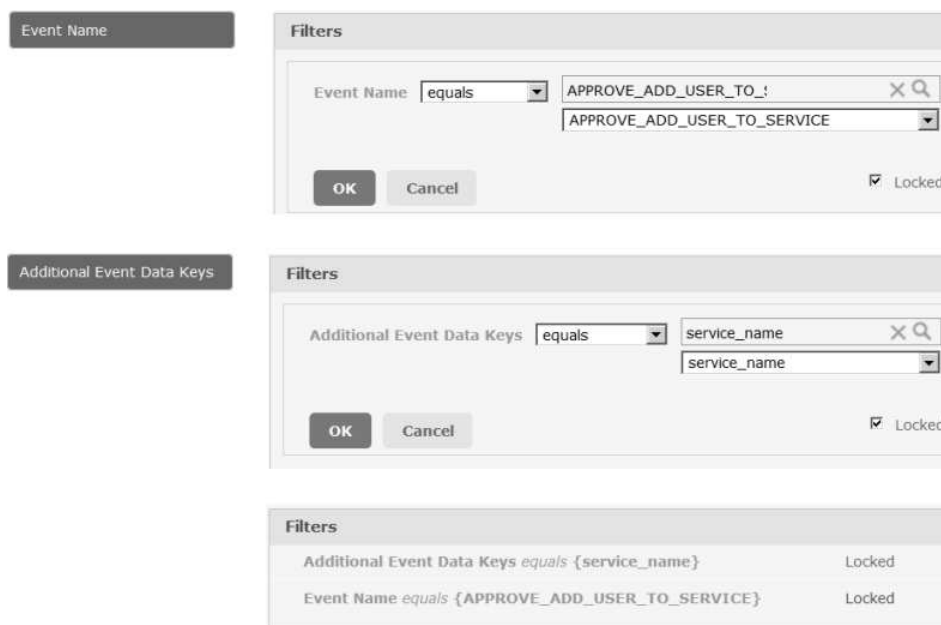 Event Name
Filters
Event Name equals APPROVE_ADD_USER_TO_
APPROVE_ADD_USER_TO_SERVICE
OK Cancel Locked
Additional Event Data Keys
Filters
Additional Event Data Keys equals service_name
service_name
OK Cancel Locked
Filters
Additional Event Data Keys equals {service_name} Locked
Event Name equals {APPROVE_ADD_USER_TO_SERVICE} Locked